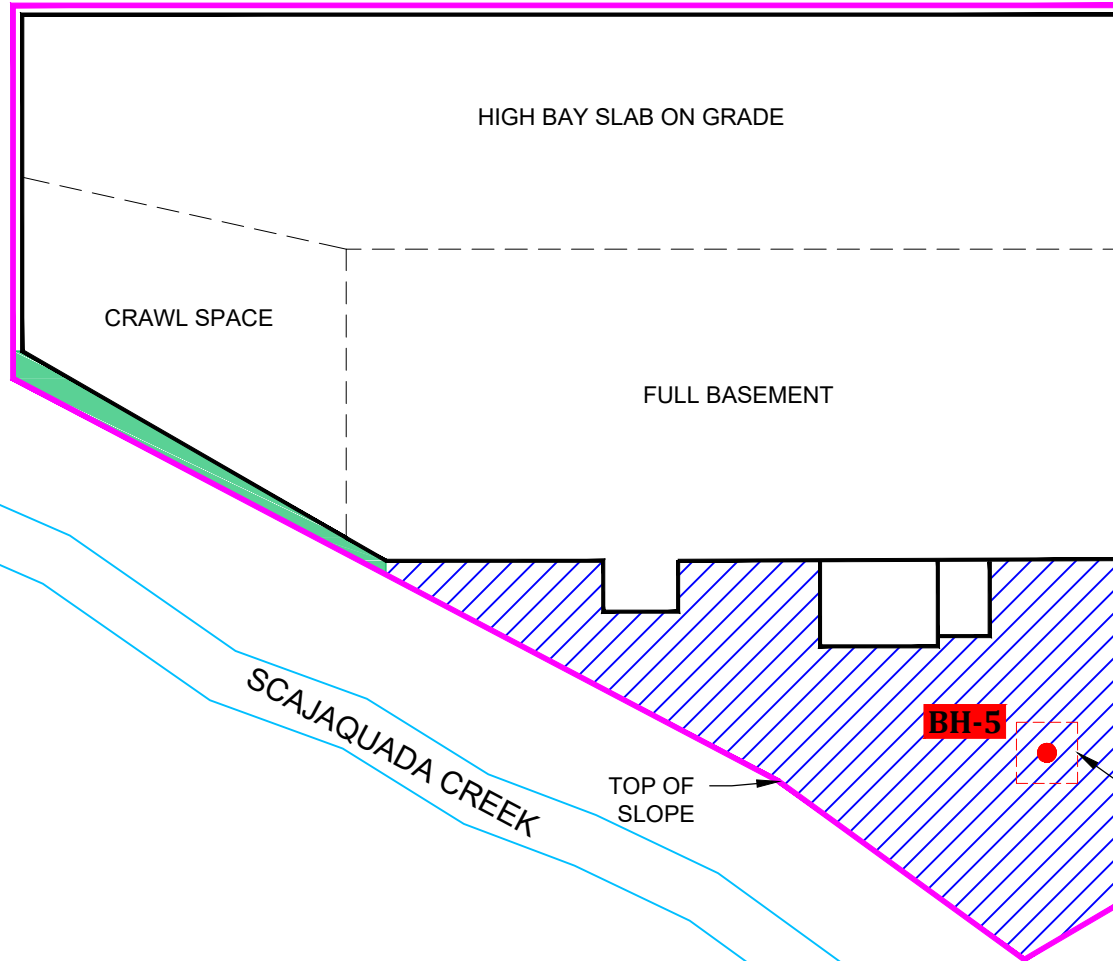 HIGH BAY SLAB ON GRADE
CRAWL SPACE
FULL BASEMENT
SCAJAQUADA CREEK
BH-5
TOP OF
SLOPE